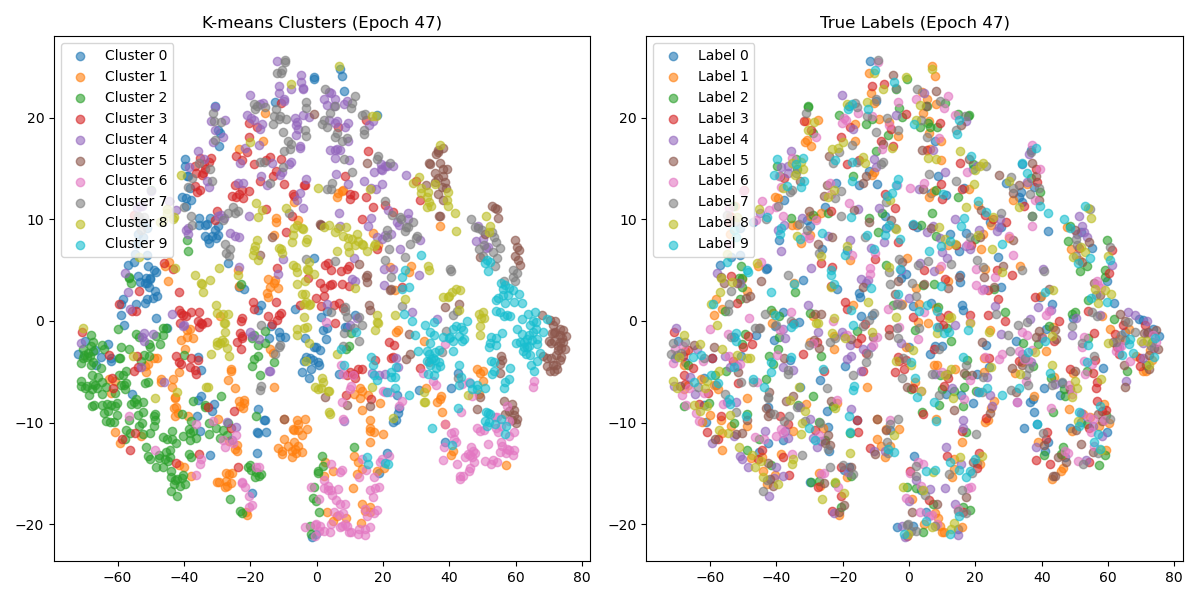 K-means Clusters (Epoch 47)
Cluster 0
Cluster 1
Cluster 2
Cluster 3
Cluster 4
Cluster 5
Cluster 6
Cluster 7
Cluster 8
Cluster 9
20
10
0
−10
−20
−60 −40 −20 0 20 40 60 80
True Labels (Epoch 47)
Label 0
Label 1
Label 2
Label 3
Label 4
Label 5
Label 6
Label 7
Label 8
Label 9
20
10
0
−10
−20
−60 −40 −20 0 20 40 60 80